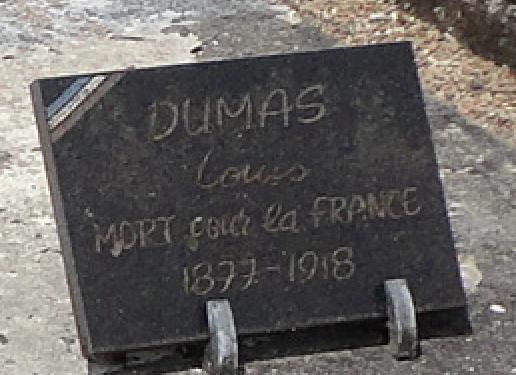 DUMAS
Louis
MORT pour la FRANCE
1877-1918